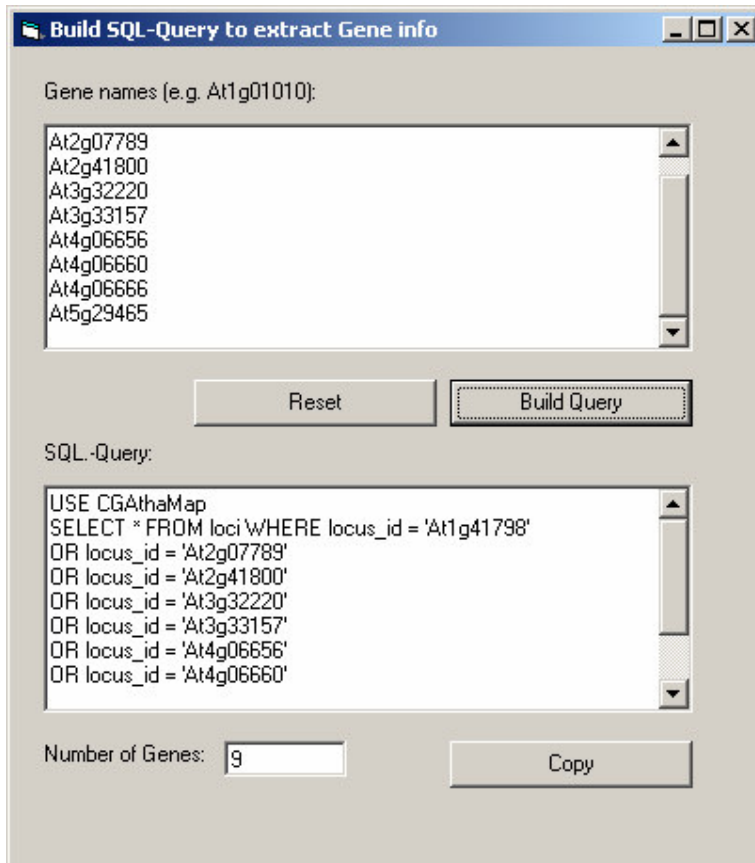 Build SQL-Query to extract Gene info
Gene names (e.g. At1g01010):
At2g07789
At2g41800
At3g32220
At3g33157
At4g06656
At4g06660
At4g06666
At5g29465
Reset
Build Query
SQL.-Query:
USE CGAthaMap
SELECT * FROM loci WHERE locus_id = 'At1g41798'
OR locus_id = 'At2g07789'
OR locus_id = 'At2g41800'
OR locus_id = 'At3g32220'
OR locus_id = 'At3g33157'
OR locus_id = 'At4g06656'
OR locus_id = 'At4g06660'
Number of Genes: 9
Copy